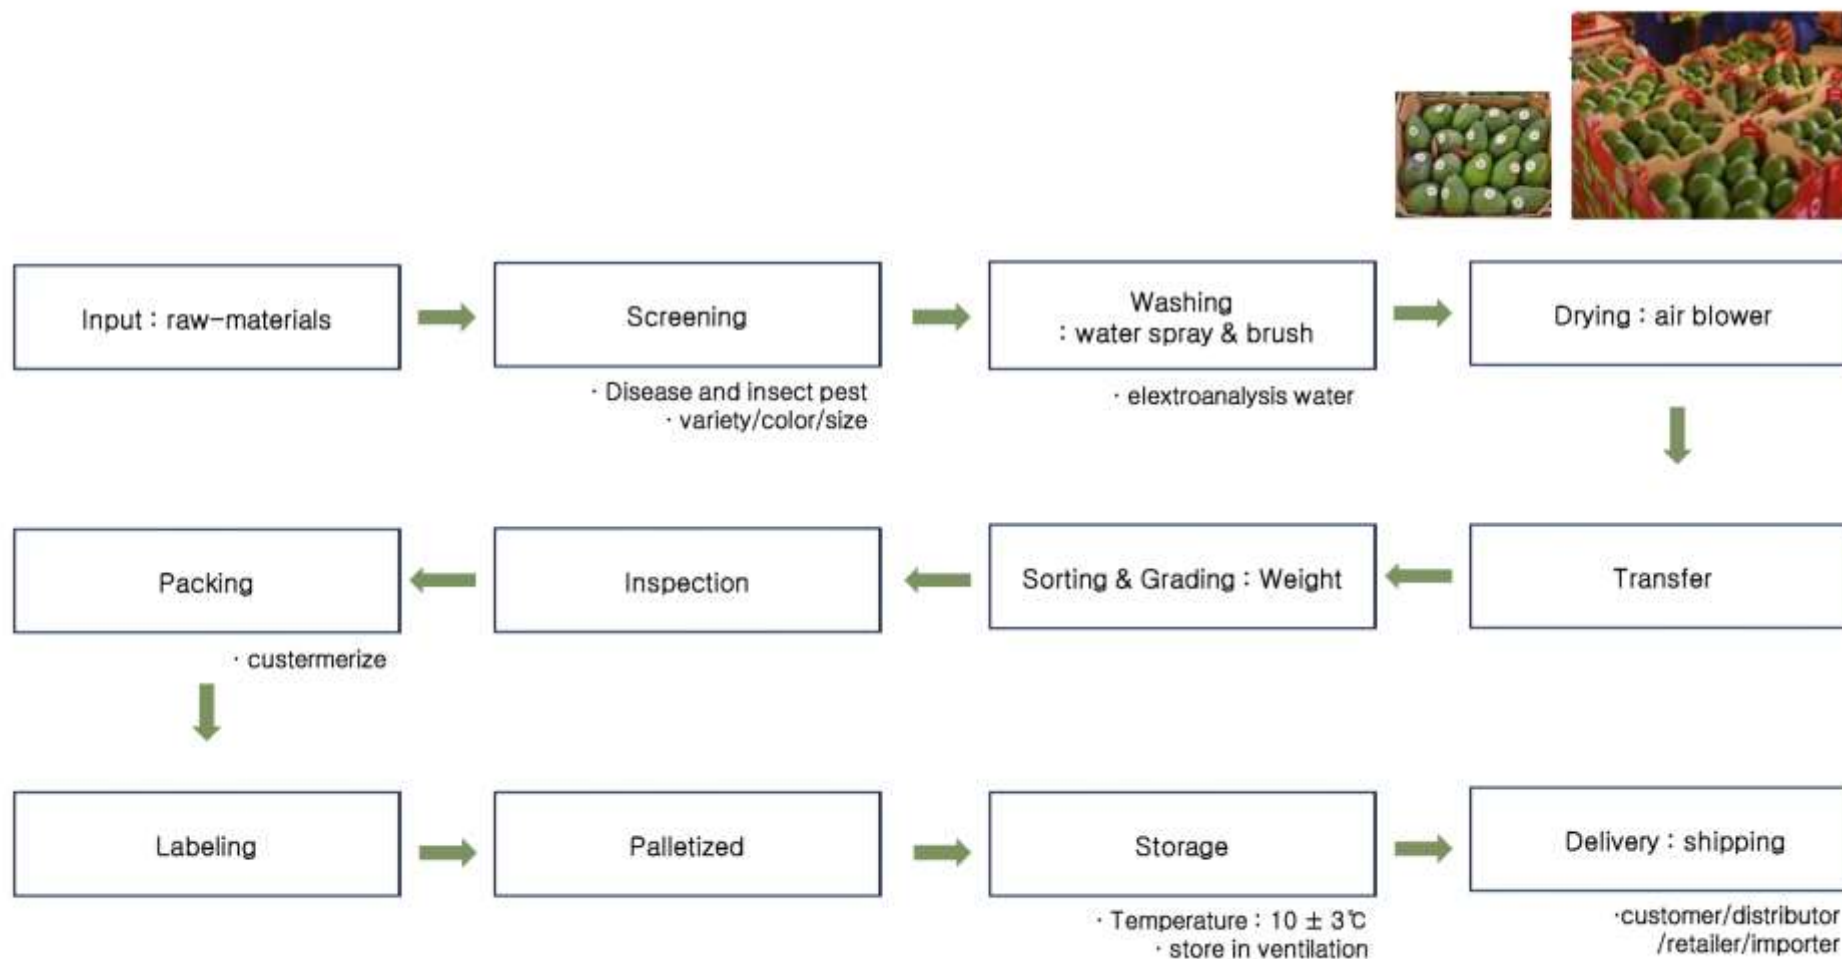 Input : raw-materials
Screening
· Disease and insect pest
· variety/color/size
Washing
: water spray & brush
· elextroanalysis water
Drying : air blower
Transfer
Sorting & Grading : Weight
Inspection
Packing
· custermerize
Labeling
Palletized
Storage
· Temperature : 10 ± 3℃
· store in ventilation
Delivery : shipping
·customer/distributor
/retailer/importer